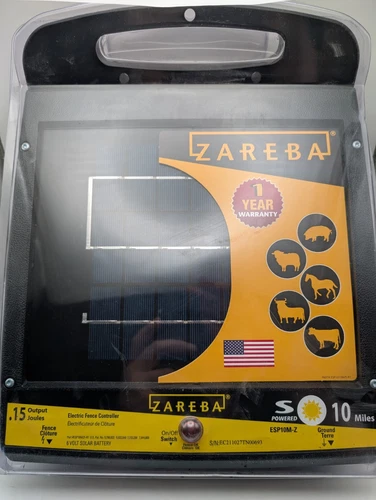 ZAREBA®
1
YEAR
WARRANTY
ZAREBA®
.15 Output Joules
Electric Fence Controller
Électrificateur de Clôture
S POWERED
10 Miles
Fence
Clôture
6 VOLT SOLAR BATTERY
On/Off
Switch
ESP10M-Z
Ground
Terre